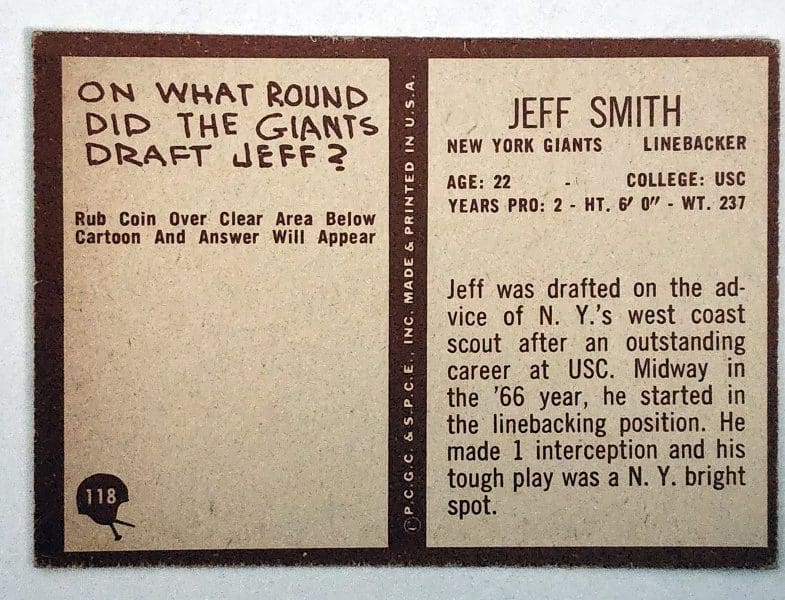 ON WHAT ROUND
DID THE GIANTS
DRAFT JEFF?
Rub Coin Over Clear Area Below
Cartoon And Answer Will Appear
118
Ⓒ P.C.G.C. & S.P.C.E., INC. MADE & PRINTED IN U.S.A.
JEFF SMITH
NEW YORK GIANTS LINEBACKER
AGE: 22 - COLLEGE: USC
YEARS PRO: 2 - HT. 6' 0" - WT. 237
Jeff was drafted on the ad-
vice of N. Y.'s west coast
scout after an outstanding
career at USC. Midway in
the '66 year, he started in
the linebacking position. He
made 1 interception and his
tough play was a N. Y. bright
spot.